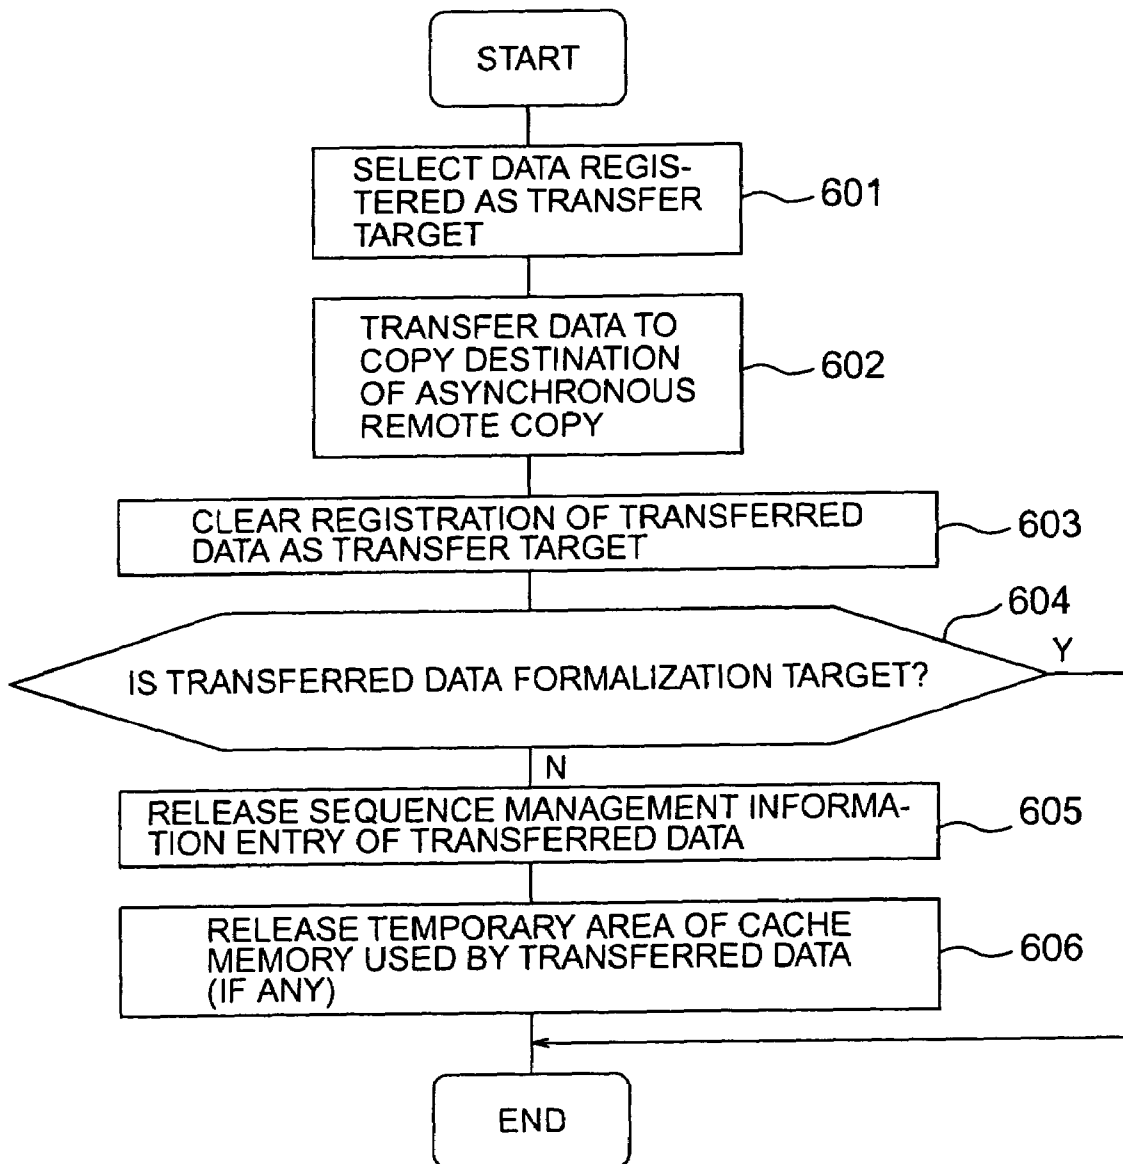 START
SELECT DATA REGIS-
TERED AS TRANSFER
TARGET
601
TRANSFER DATA TO
COPY DESTINATION
OF ASYNCHRONOUS
REMOTE COPY
602
CLEAR REGISTRATION OF TRANSFERRED
DATA AS TRANSFER TARGET
603
604
IS TRANSFERRED DATA FORMALIZATION TARGET?
Y
N
RELEASE SEQUENCE MANAGEMENT INFORMA-
TION ENTRY OF TRANSFERRED DATA
605
RELEASE TEMPORARY AREA OF CACHE
MEMORY USED BY TRANSFERRED DATA
(IF ANY)
606
END